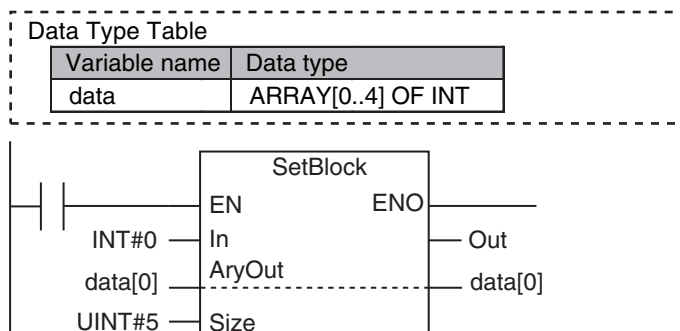 Data Type Table
Variable name Data type
data ARRAY[0..4] OF INT
SetBlock
EN ENO
INT#0 In Out
data[0] AryOut data[0]
UINT#5 Size